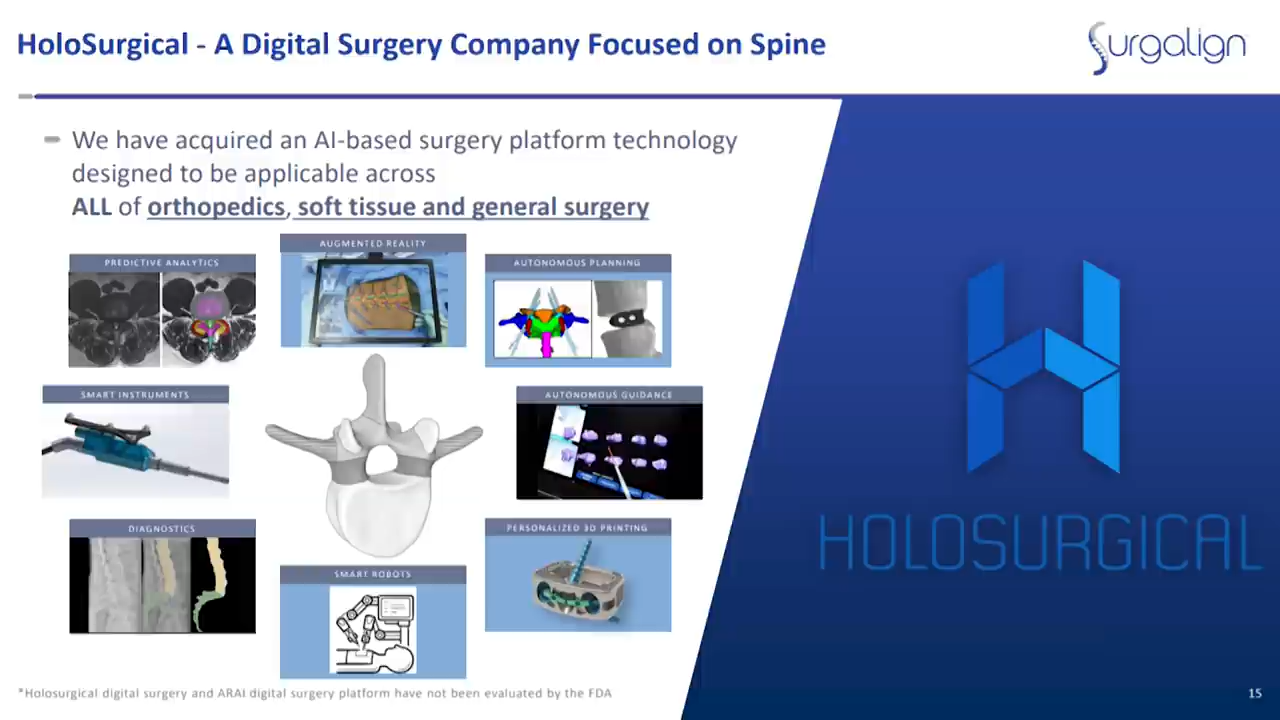 HoloSurgical - A Digital Surgery Company Focused on Spine
Surgalign
We have acquired an AI-based surgery platform technology
designed to be applicable across
ALL of orthopedics, soft tissue and general surgery
AUGMENTED REALITY
PREDICTIVE ANALYTICS
AUTONOMOUS PLANNING
SMART INSTRUMENTS
AUTONOMOUS GUIDANCE
DIAGNOSTICS
PERSONALIZED 3D PRINTING
SMART ROBOTS
HOLOSURGICAL
*Holosurgical digital surgery and ARAI digital surgery platform have not been evaluated by the FDA
15